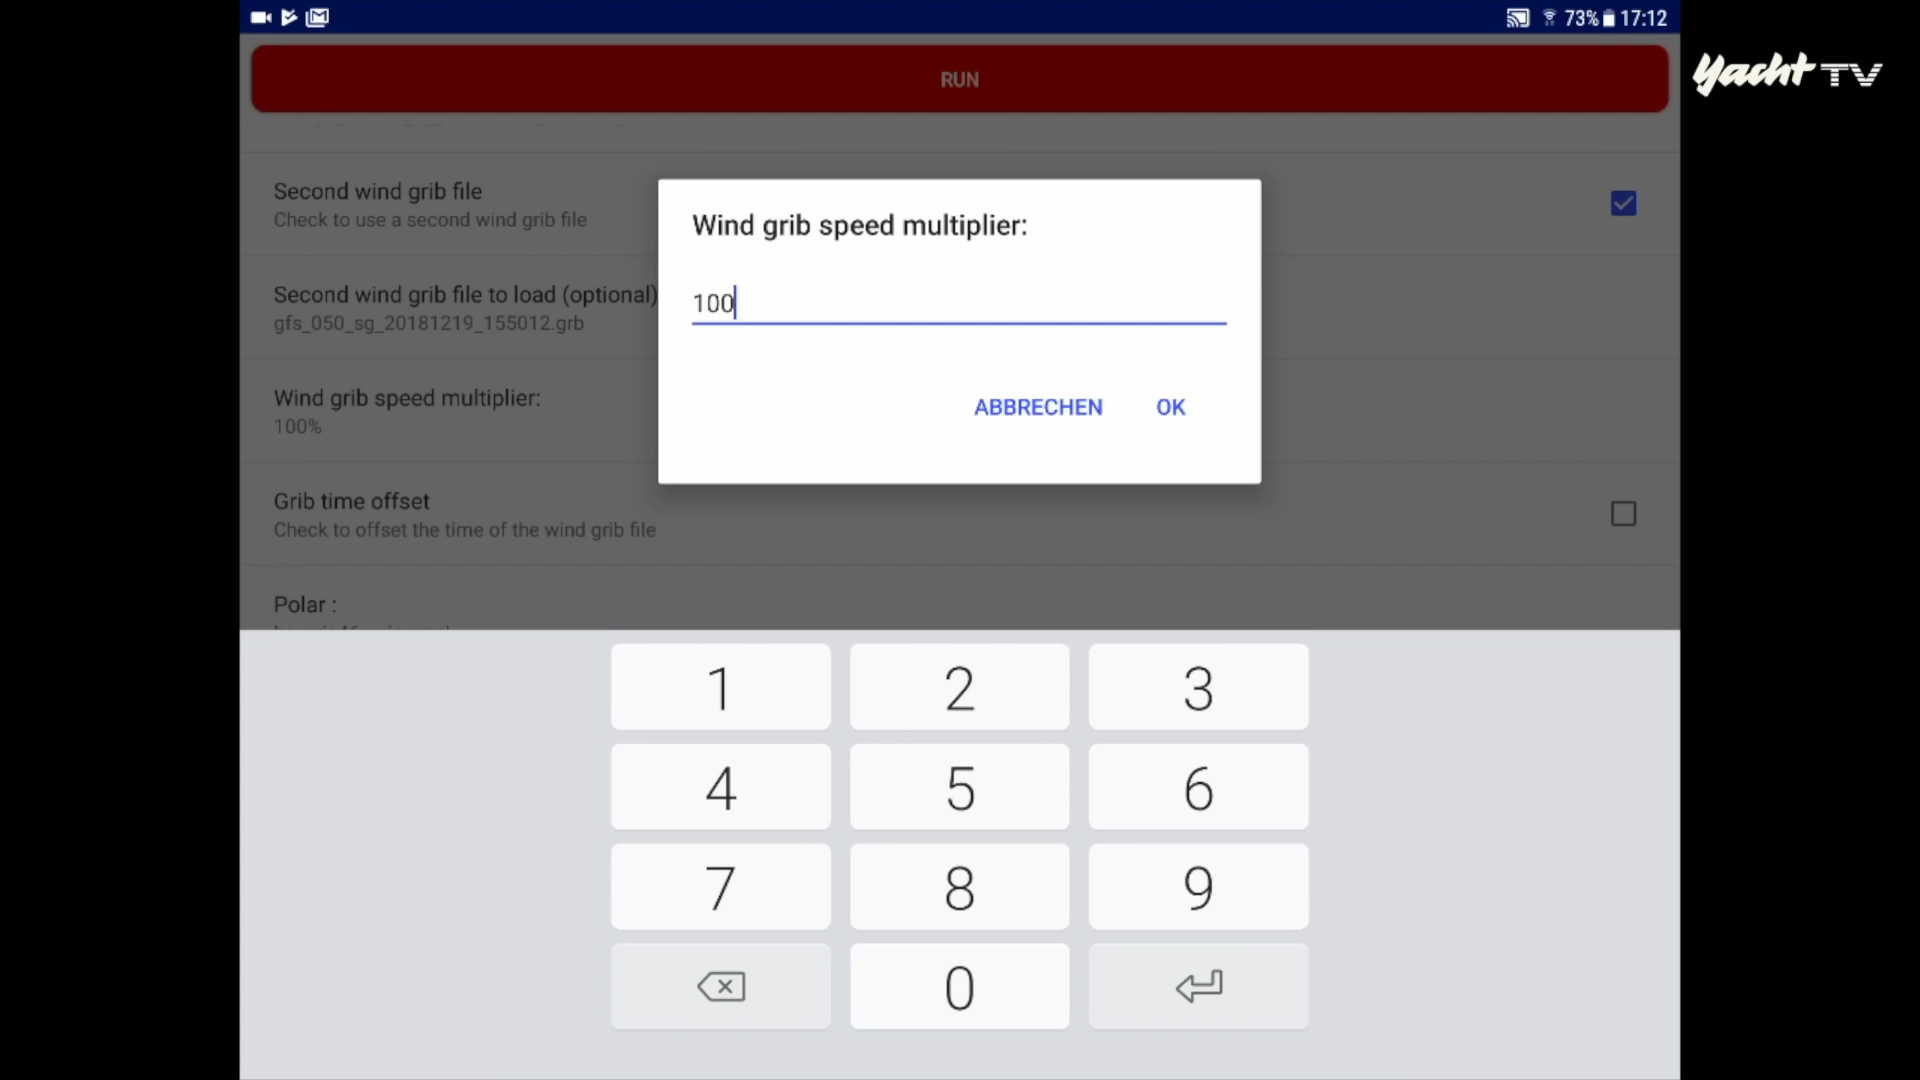 73% 17:12
Yacht TV
RUN
Second wind grib file
Check to use a second wind grib file
Second wind grib file to load (optional)
gfs_050_sg_20181219_155012.grb
Wind grib speed multiplier:
100%
Grib time offset
Check to offset the time of the wind grib file
Polar :
Wind grib speed multiplier:
100
ABBRECHEN OK
1 2 3
4 5 6
7 8 9
0